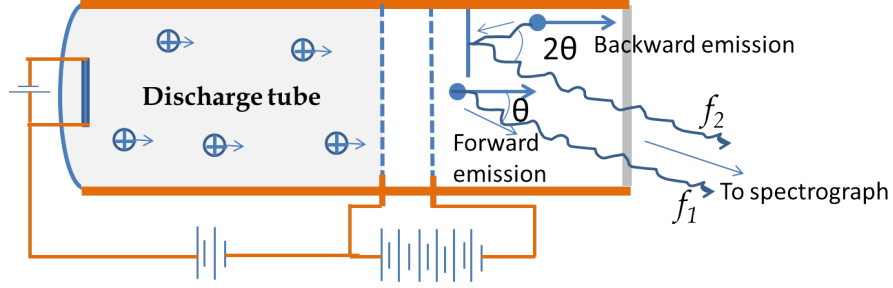 2θ
Backward emission
Discharge tube
θ
f2
Forward
emission
To spectrograph
f1